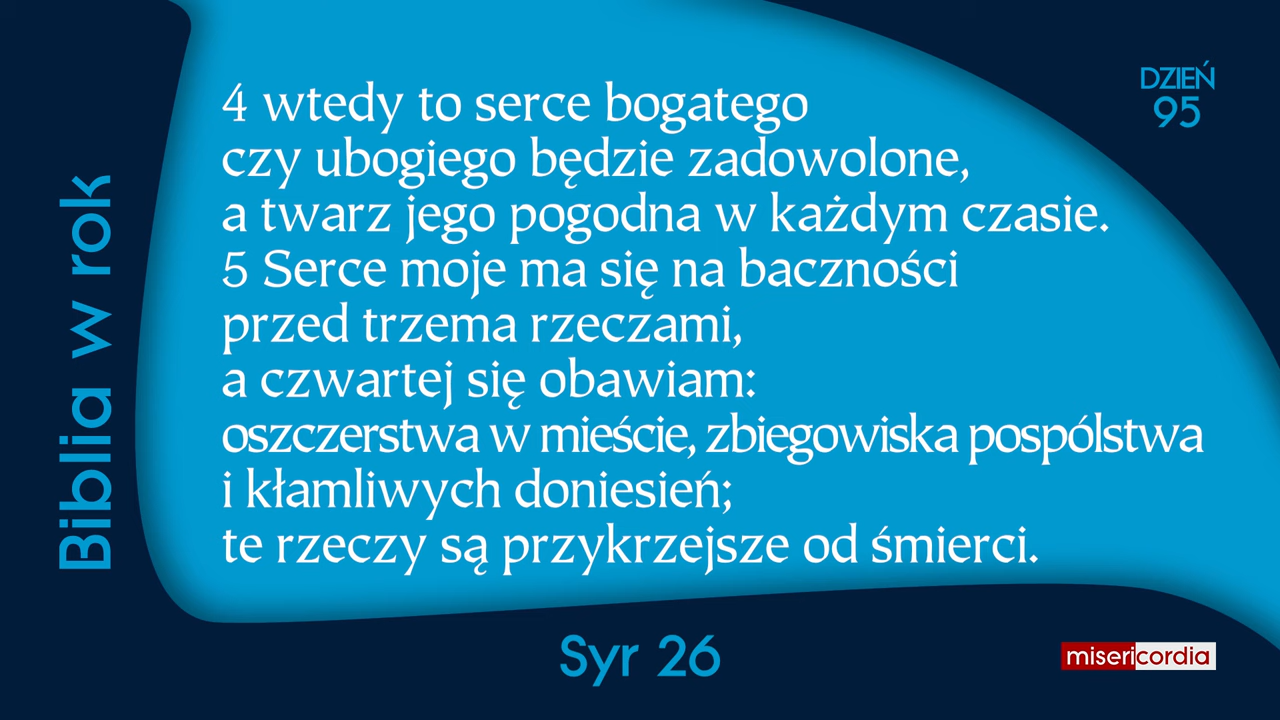 DZIEŃ
95
4 wtedy to serce bogatego
czy ubogiego będzie zadowolone,
a twarz jego pogodna w każdym czasie.
5 Serce moje ma się na baczności
przed trzema rzeczami,
a czwartej się obawiam:
oszczerstwa w mieście, zbiegowiska pospólstwa
i kłamliwych doniesień;
te rzeczy są przykrzejsze od śmierci.
Biblia w rok
Syr 26
misericordia